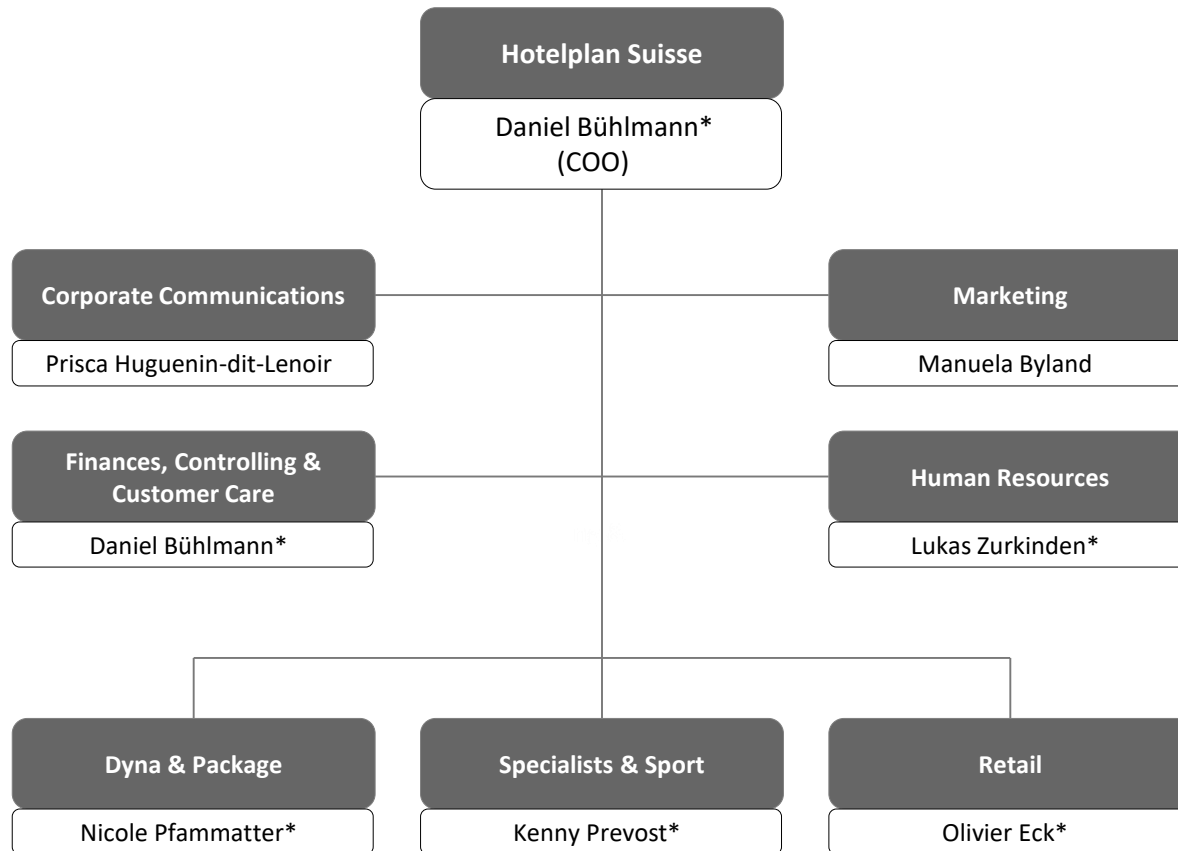 Hotelplan Suisse
Daniel Bühlmann*
(COO)
Corporate Communications
Prisca Huguenin-dit-Lenoir
Marketing
Manuela Byland
Finances, Controlling &
Customer Care
Daniel Bühlmann*
Human Resources
Lukas Zurkinden*
Dyna & Package
Nicole Pfammatter*
Specialists & Sport
Kenny Prevost*
Retail
Olivier Eck*